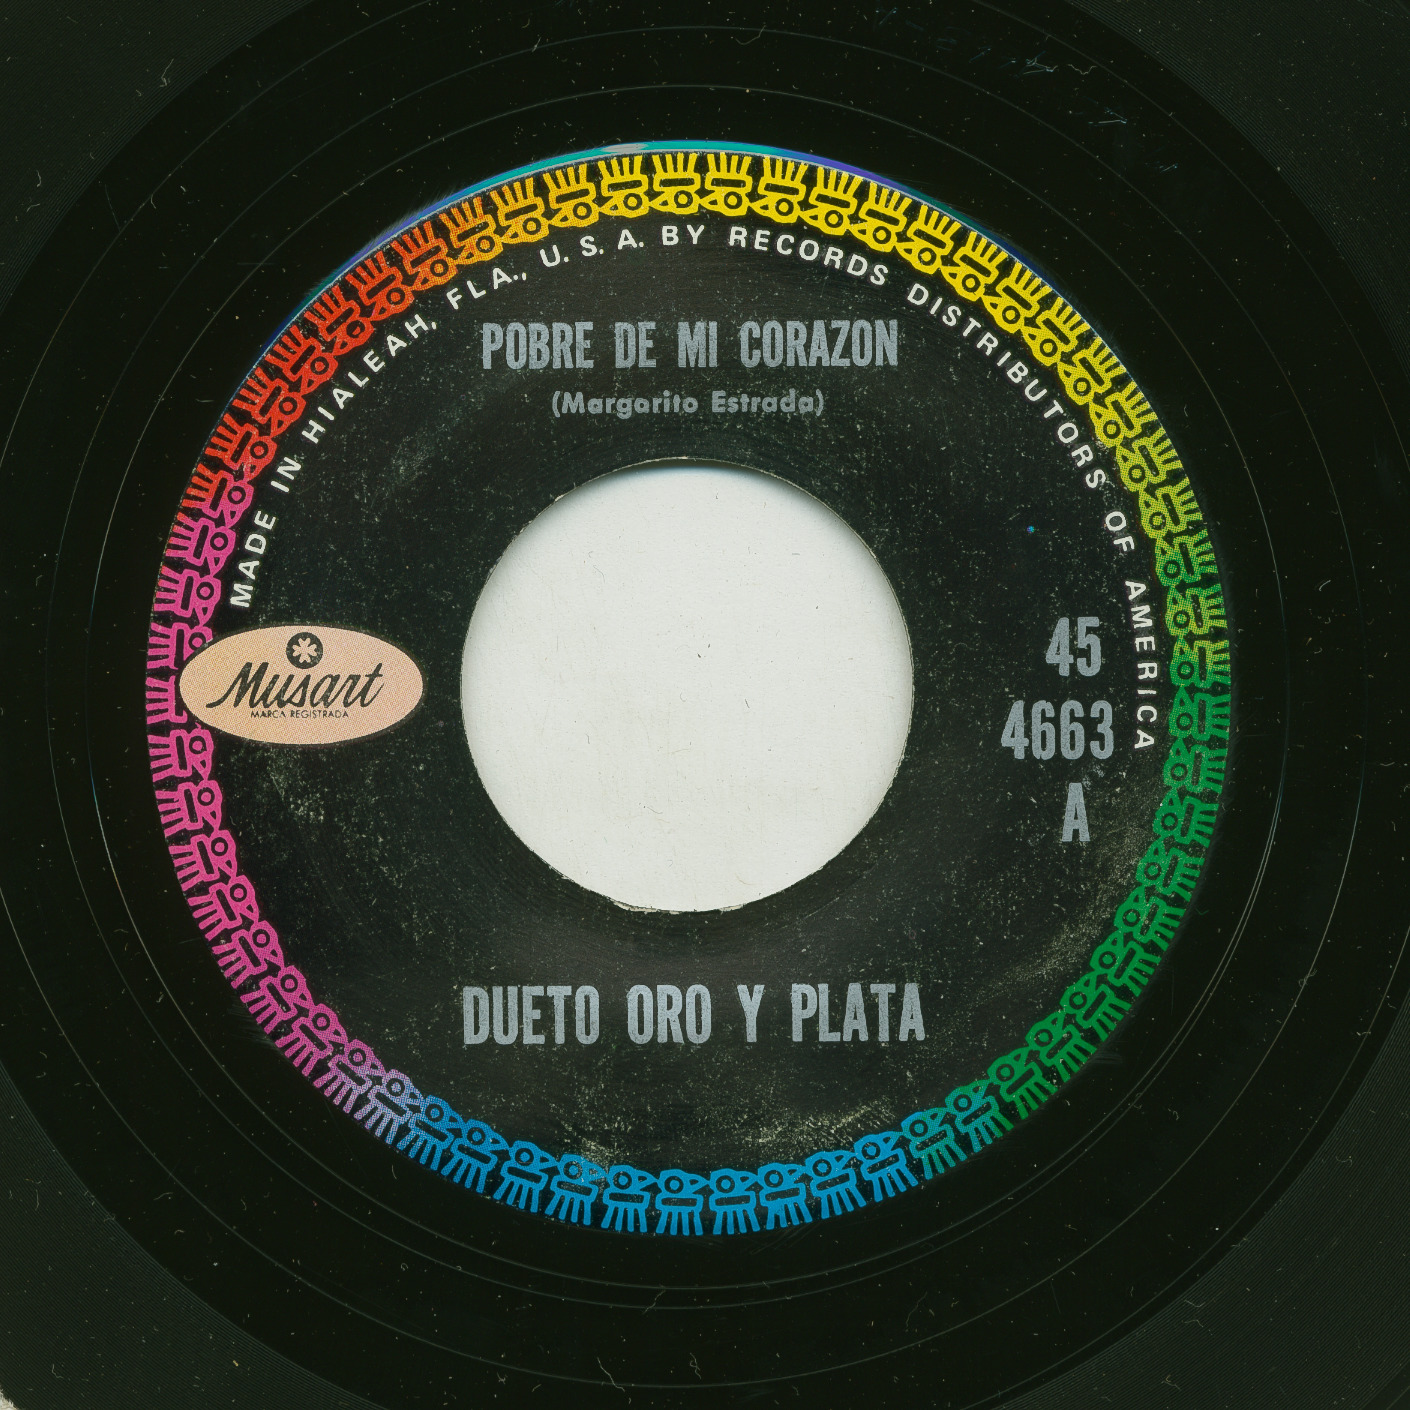 MADE IN HIALEAH, FLA., U. S. A. BY RECORDS DISTRIBUTORS OF AMERICA
POBRE DE MI CORAZON
(Margarito Estrada)
Musart
MARCA REGISTRADA
45
4663
A
DUETO ORO Y PLATA